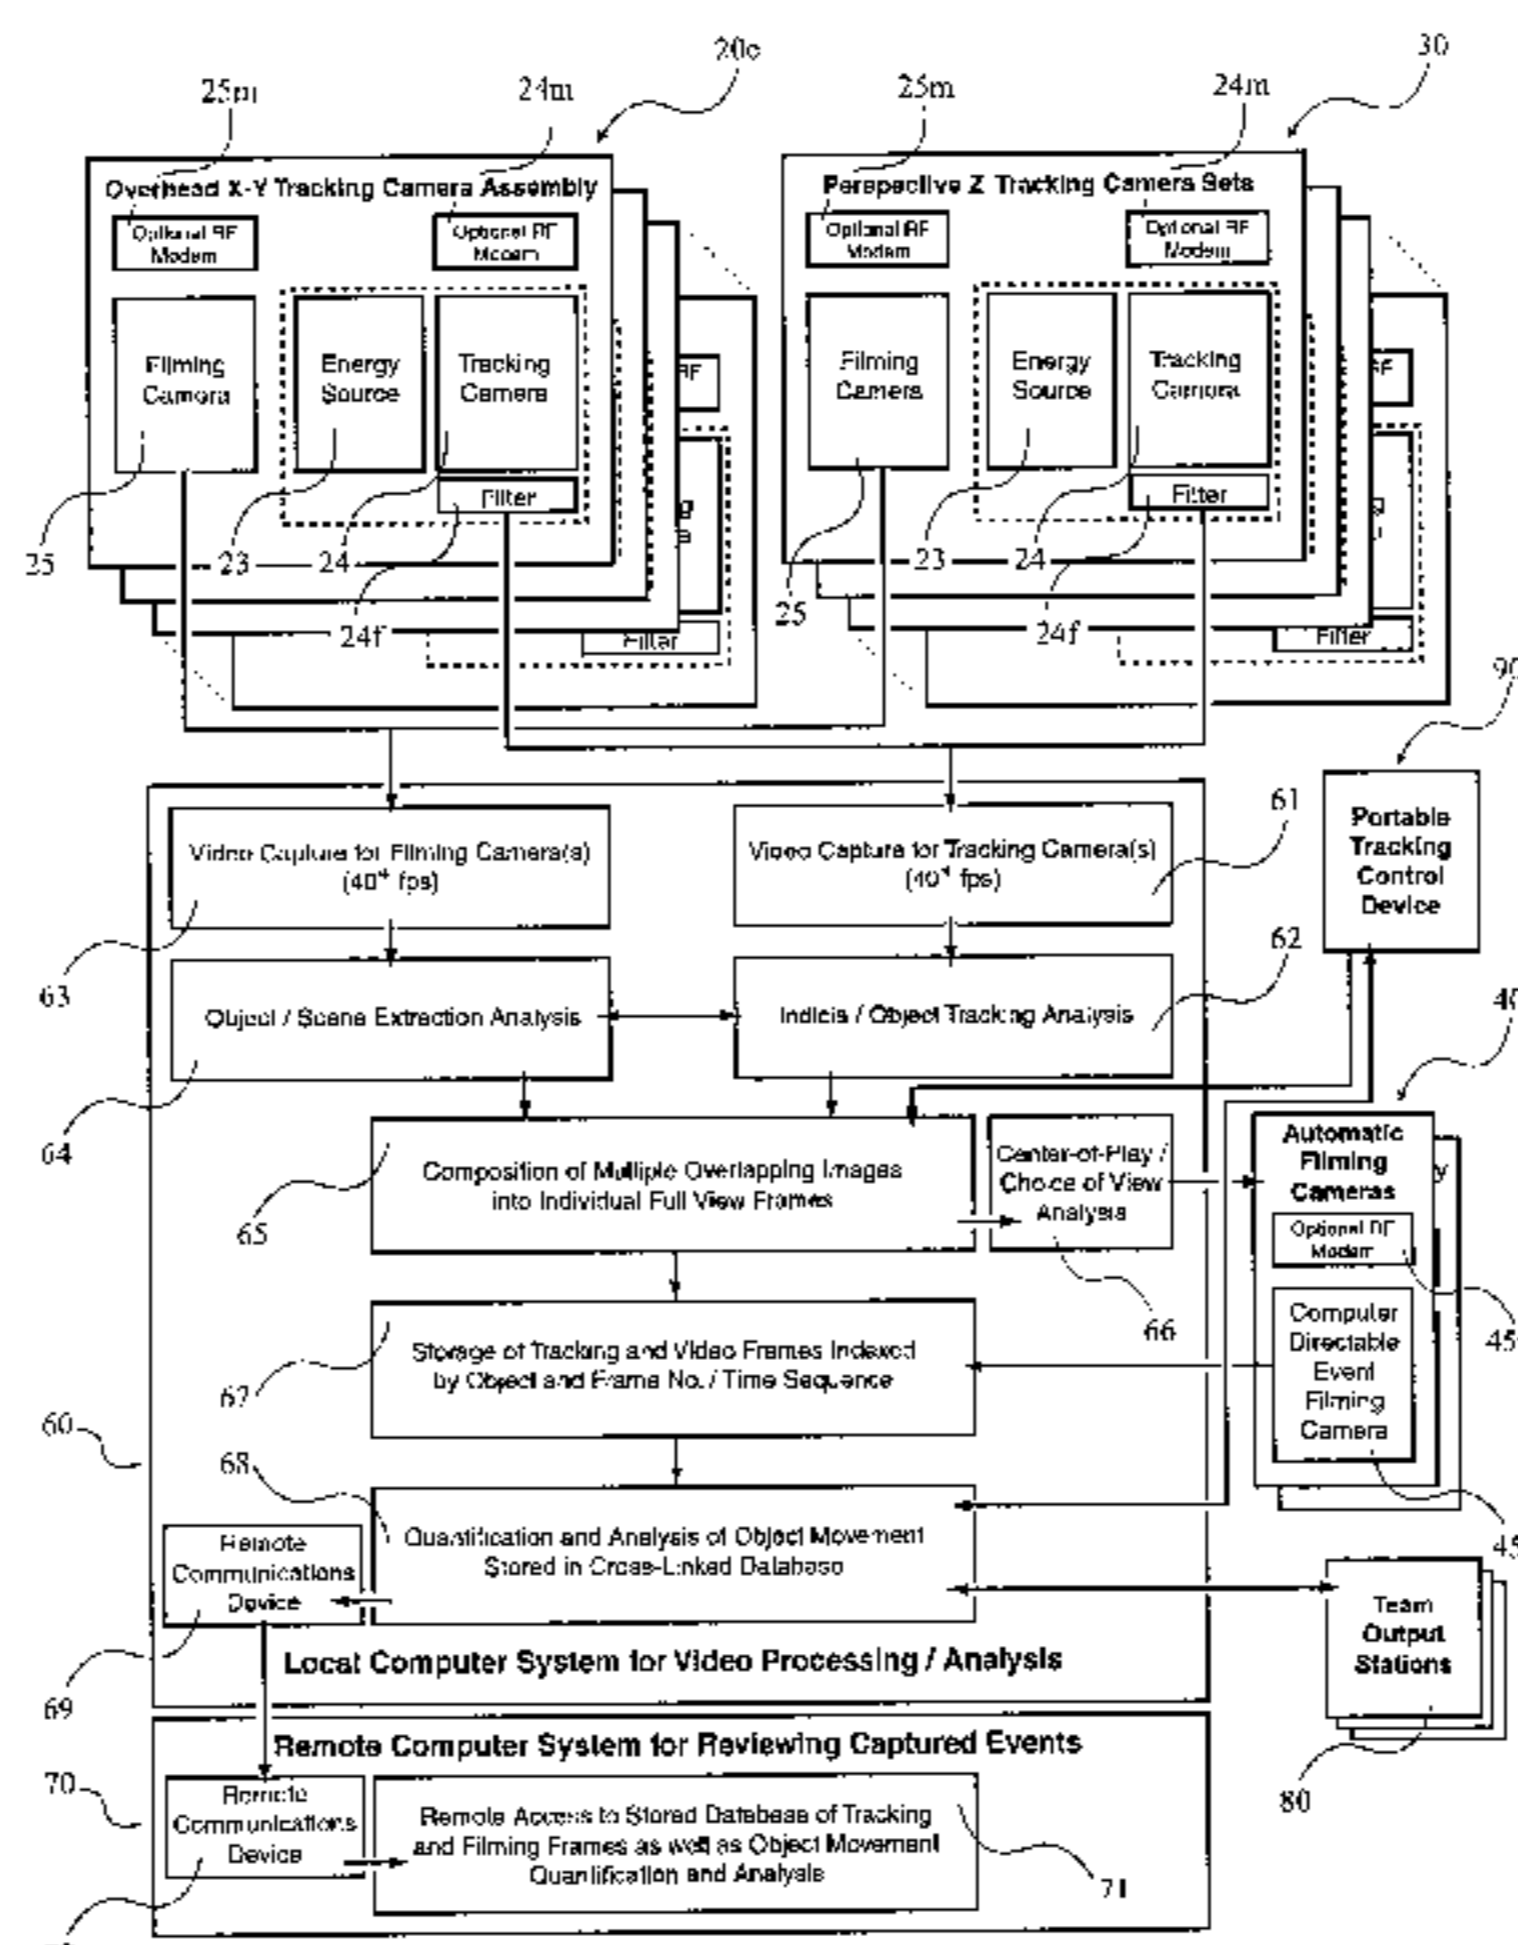 20c
30
25m
24m
25m
24m
Overhead X-Y Tracking Camera Assembly
Optional RF
Modem
Optional RF
Modem
Filming
Camera
Energy
Source
Tracking
Camera
Filter
RF
Filter
25
23
24
24f
Perspective Z Tracking Camera Sets
Optional RF
Modem
Optional RF
Modem
Filming
Camera
Energy
Source
Tracking
Camera
Filter
Filter
25
23
24
24f
90
Portable
Tracking
Control
Device
Video Capture for Filming Camera(s)
(40+ fps)
63
Video Capture for Tracking Camera(s)
(40+ fps)
61
Object / Scene Extraction Analysis
64
Indicia / Object Tracking Analysis
62
Composition of Multiple Overlapping Images
into Individual Full View Frames
65
Center-of-Play /
Choice of View
Analysis
66
Automatic
Filming
Cameras
Optional RF
Modem
Computer
Directable
Event
Filming
Camera
45
Storage of Tracking and Video Frames Indexed
by Object and Frame No. / Time Sequence
67
60
68
Quantification and Analysis of Object Movement
Stored in Cross-Linked Database
Remote
Communications
Device
69
Local Computer System for Video Processing / Analysis
Team
Output
Stations
80
Remote Computer System for Reviewing Captured Events
70
Remote
Communications
Device
Remote Access to Stored Database of Tracking
and Filming Frames as well as Object Movement
Quantification and Analysis
71